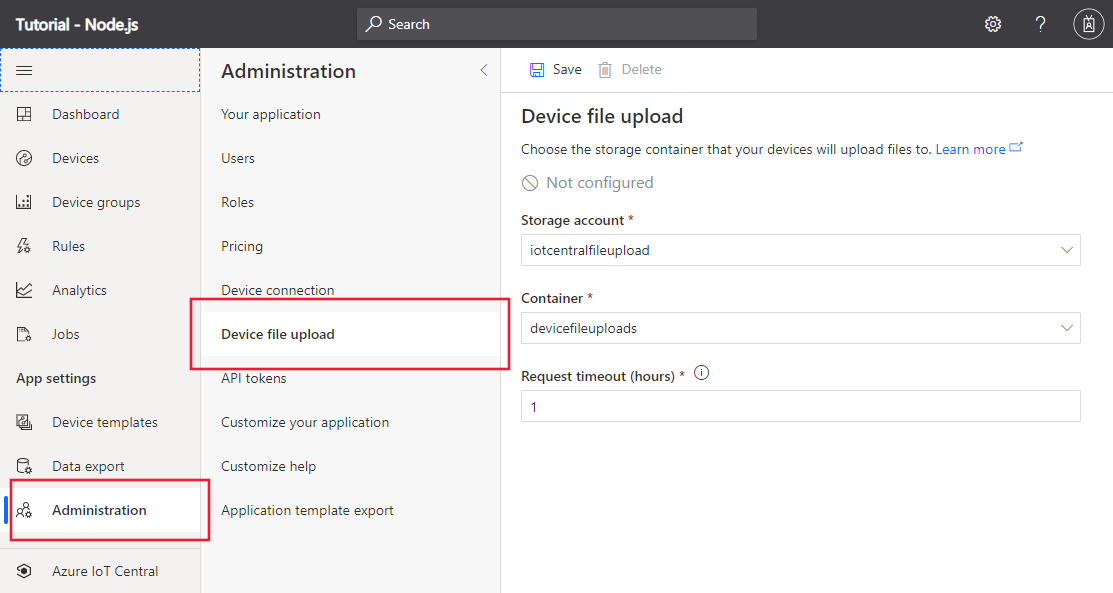 Tutorial - Node.js
Search
?
Dashboard
Devices
Device groups
Rules
Analytics
Jobs
App settings
Device templates
Data export
Administration
Azure IoT Central
Administration
Your application
Users
Roles
Pricing
Device connection
Device file upload
API tokens
Customize your application
Customize help
Application template export
Save Delete
Device file upload
Choose the storage container that your devices will upload files to. Learn more
Not configured
Storage account *
iotcentralfileupload
Container *
devicefileuploads
Request timeout (hours) *
1